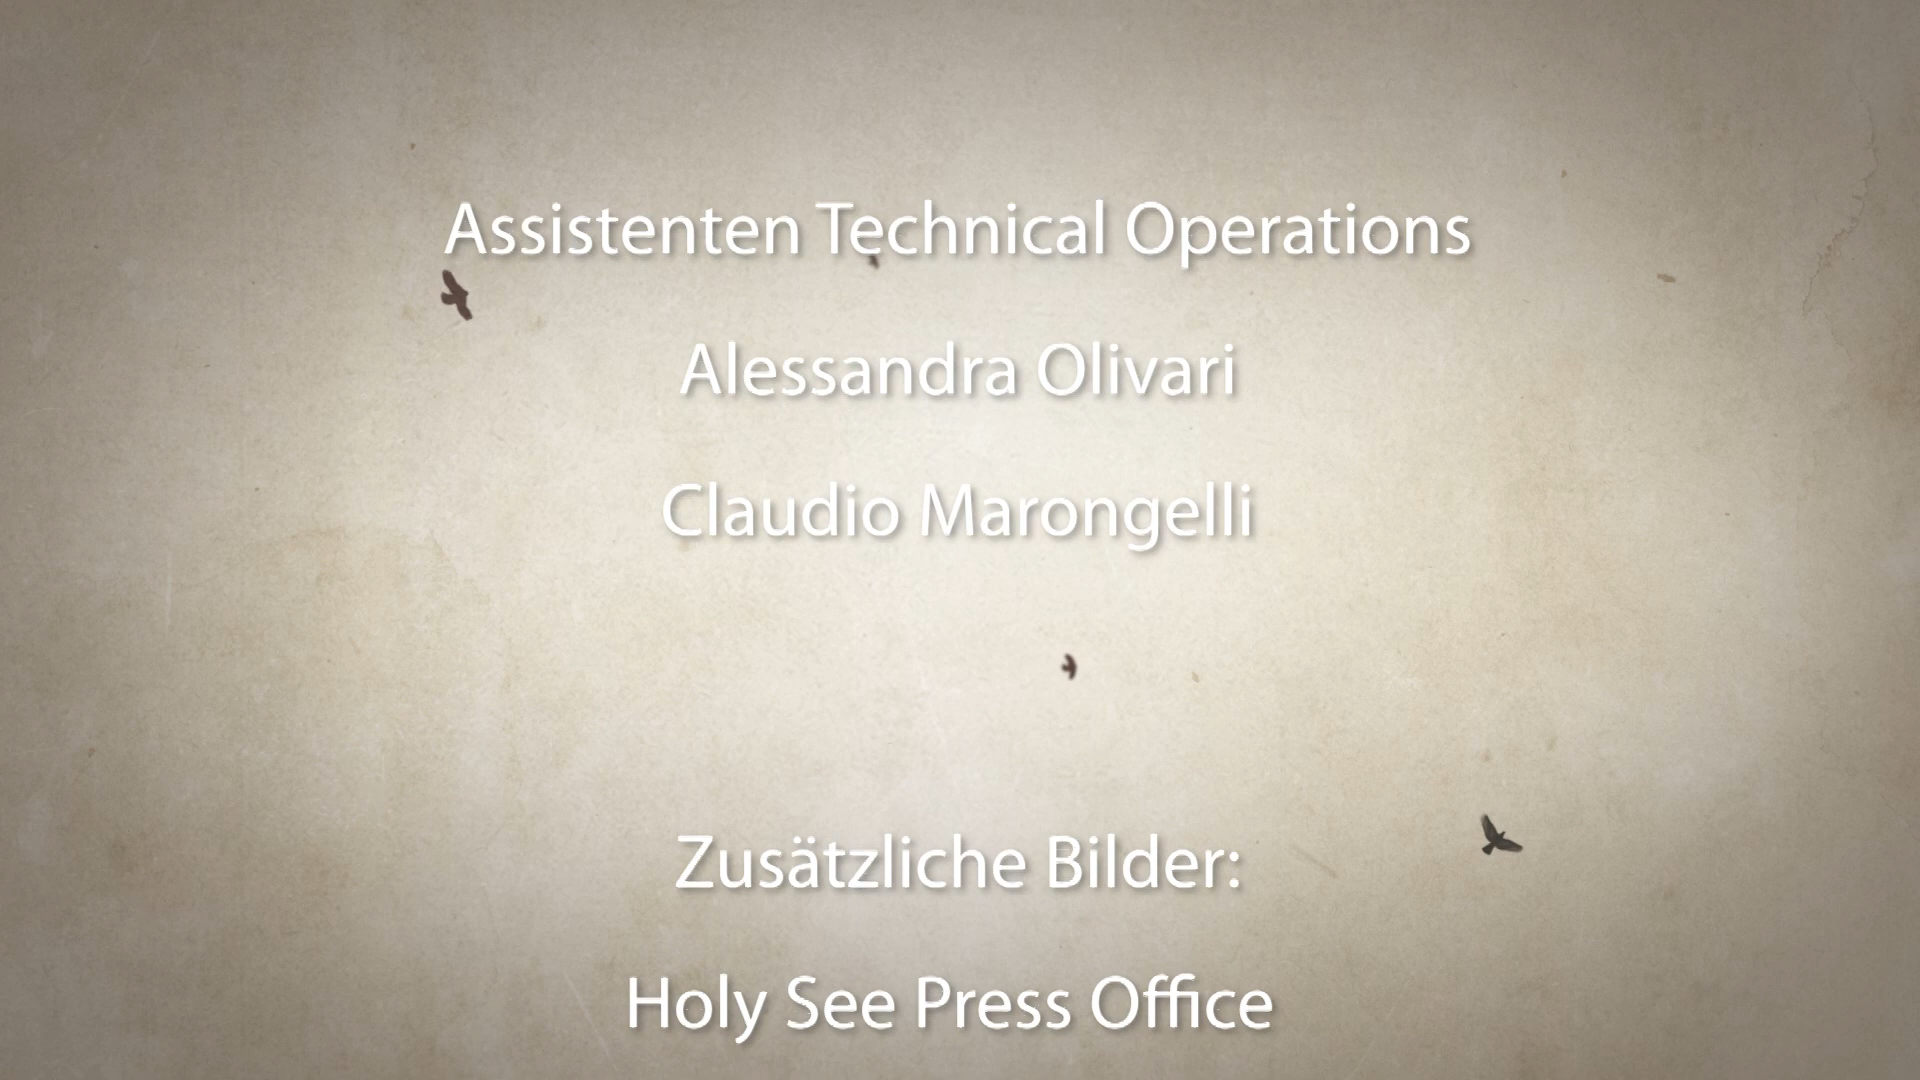 Assistenten Technical Operations
Alessandra Olivari
Claudio Marongelli
Zusätzliche Bilder:
Holy See Press Office